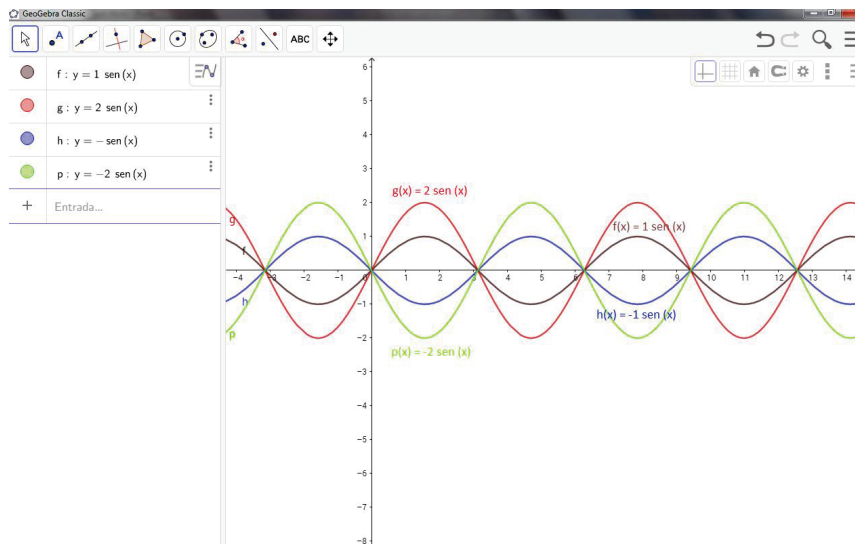 GeoGebra Classic
ABC
f : y = 1 sen (x)
g : y = 2 sen (x)
h : y = − sen (x)
p : y = −2 sen (x)
+ Entrada...
6
5
4
3
2
1
0
−1
−2
−3
−4
−5
−6
−7
−8
−4 −3 −2 −1 1 2 3 4 5 6 7 8 9 10 11 12 13 14
g(x) = 2 sen (x)
f(x) = 1 sen (x)
h(x) = -1 sen (x)
p(x) = -2 sen (x)
g
f
h
p